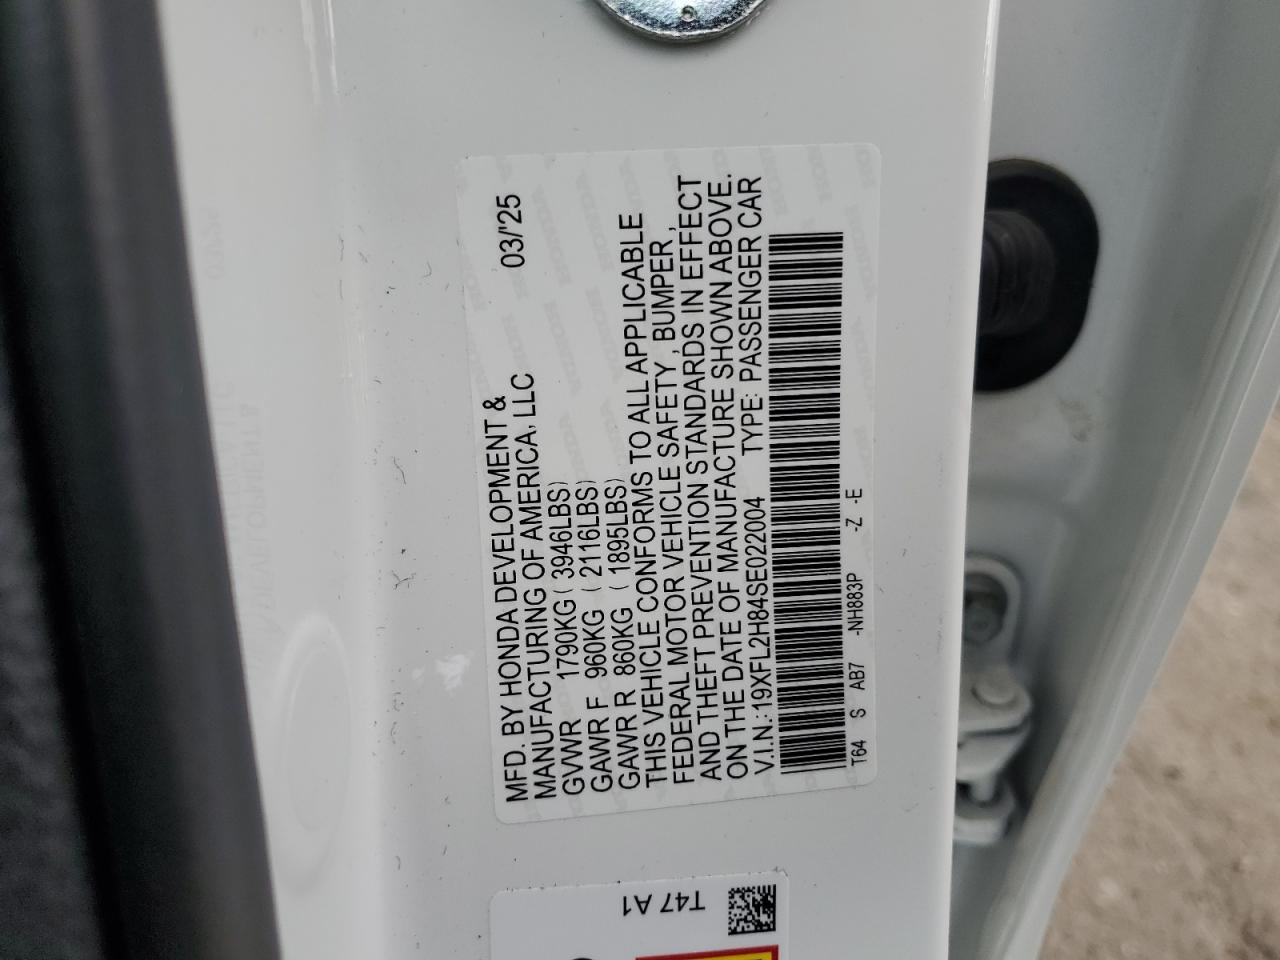 MFD. BY HONDA DEVELOPMENT &
MANUFACTURING OF AMERICA, LLC 03/'25
GVWR 1790KG ( 3946LBS)
GAWR F 960KG ( 2116LBS)
GAWR R 860KG ( 1895LBS)
THIS VEHICLE CONFORMS TO ALL APPLICABLE
FEDERAL MOTOR VEHICLE SAFETY, BUMPER,
AND THEFT PREVENTION STANDARDS IN EFFECT
ON THE DATE OF MANUFACTURE SHOWN ABOVE.
V.I.N.: 19XFL2H84SE022004 TYPE: PASSENGER CAR
T64 S AB7 -NH883P -Z -E
T47 A1